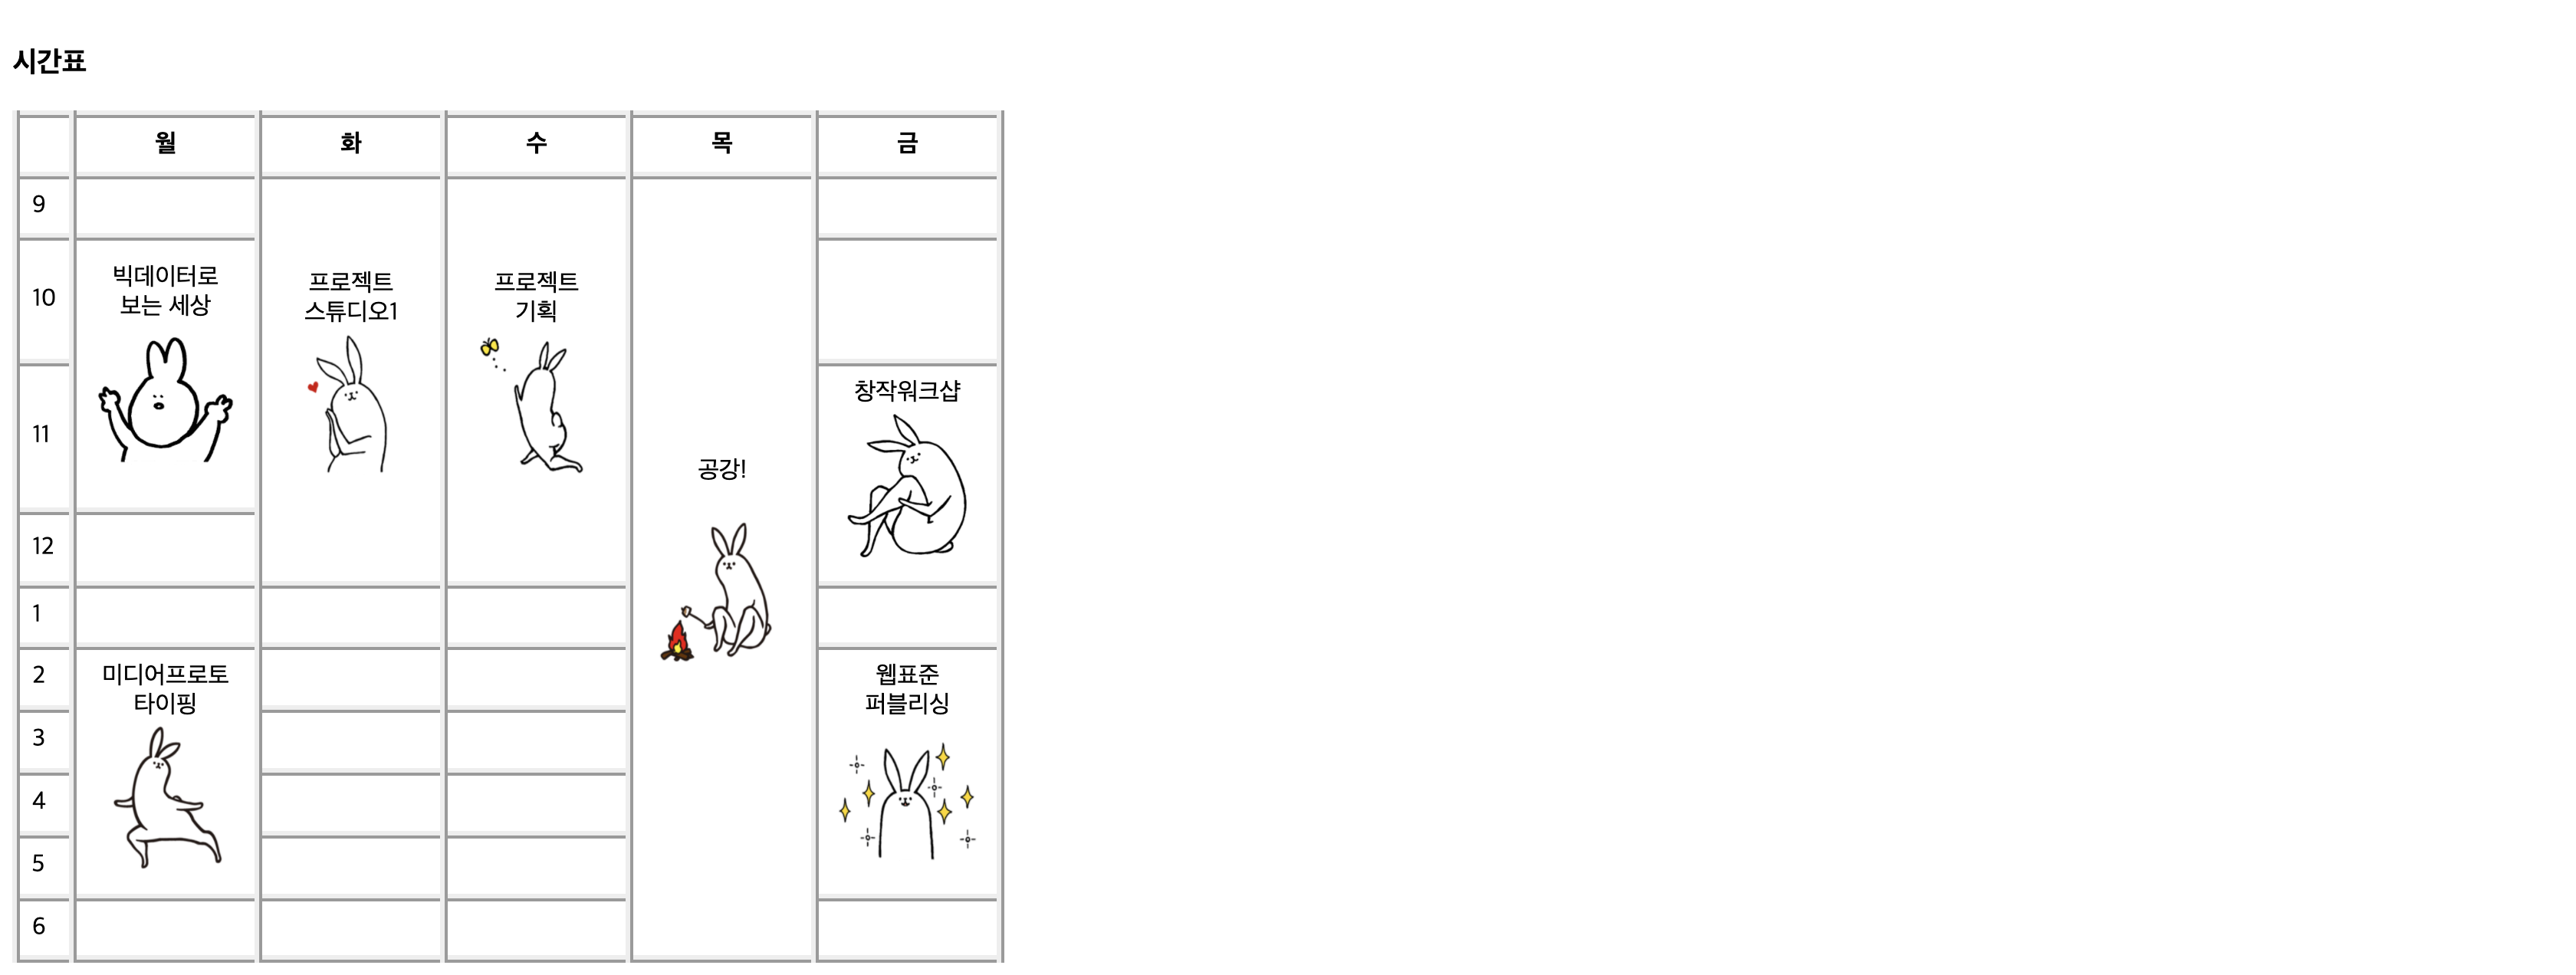 시간표
월 화 수 목 금
9
10
빅데이터로
보는 세상
프로젝트
스튜디오1
프로젝트
기획
11
창작워크샵
공강!
12
1
2
미디어프로토
타이핑
웹표준
퍼블리싱
3
4
5
6